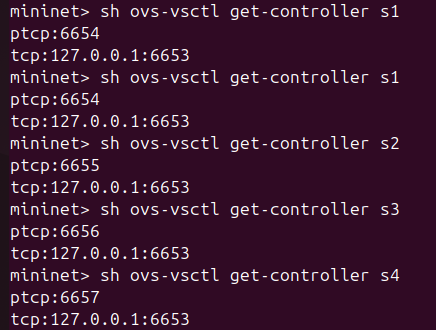 mininet> sh ovs-vsctl get-controller s1
ptcp:6654
tcp:127.0.0.1:6653
mininet> sh ovs-vsctl get-controller s1
ptcp:6654
tcp:127.0.0.1:6653
mininet> sh ovs-vsctl get-controller s2
ptcp:6655
tcp:127.0.0.1:6653
mininet> sh ovs-vsctl get-controller s3
ptcp:6656
tcp:127.0.0.1:6653
mininet> sh ovs-vsctl get-controller s4
ptcp:6657
tcp:127.0.0.1:6653